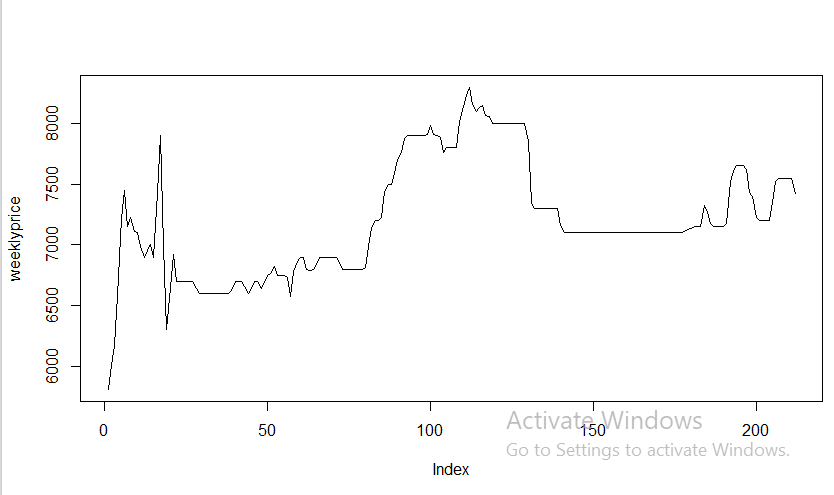 weeklyprice
8000
7500
7000
6500
6000
0
50
100
150
200
Index
Activate Windows
Go to Settings to activate Windows.